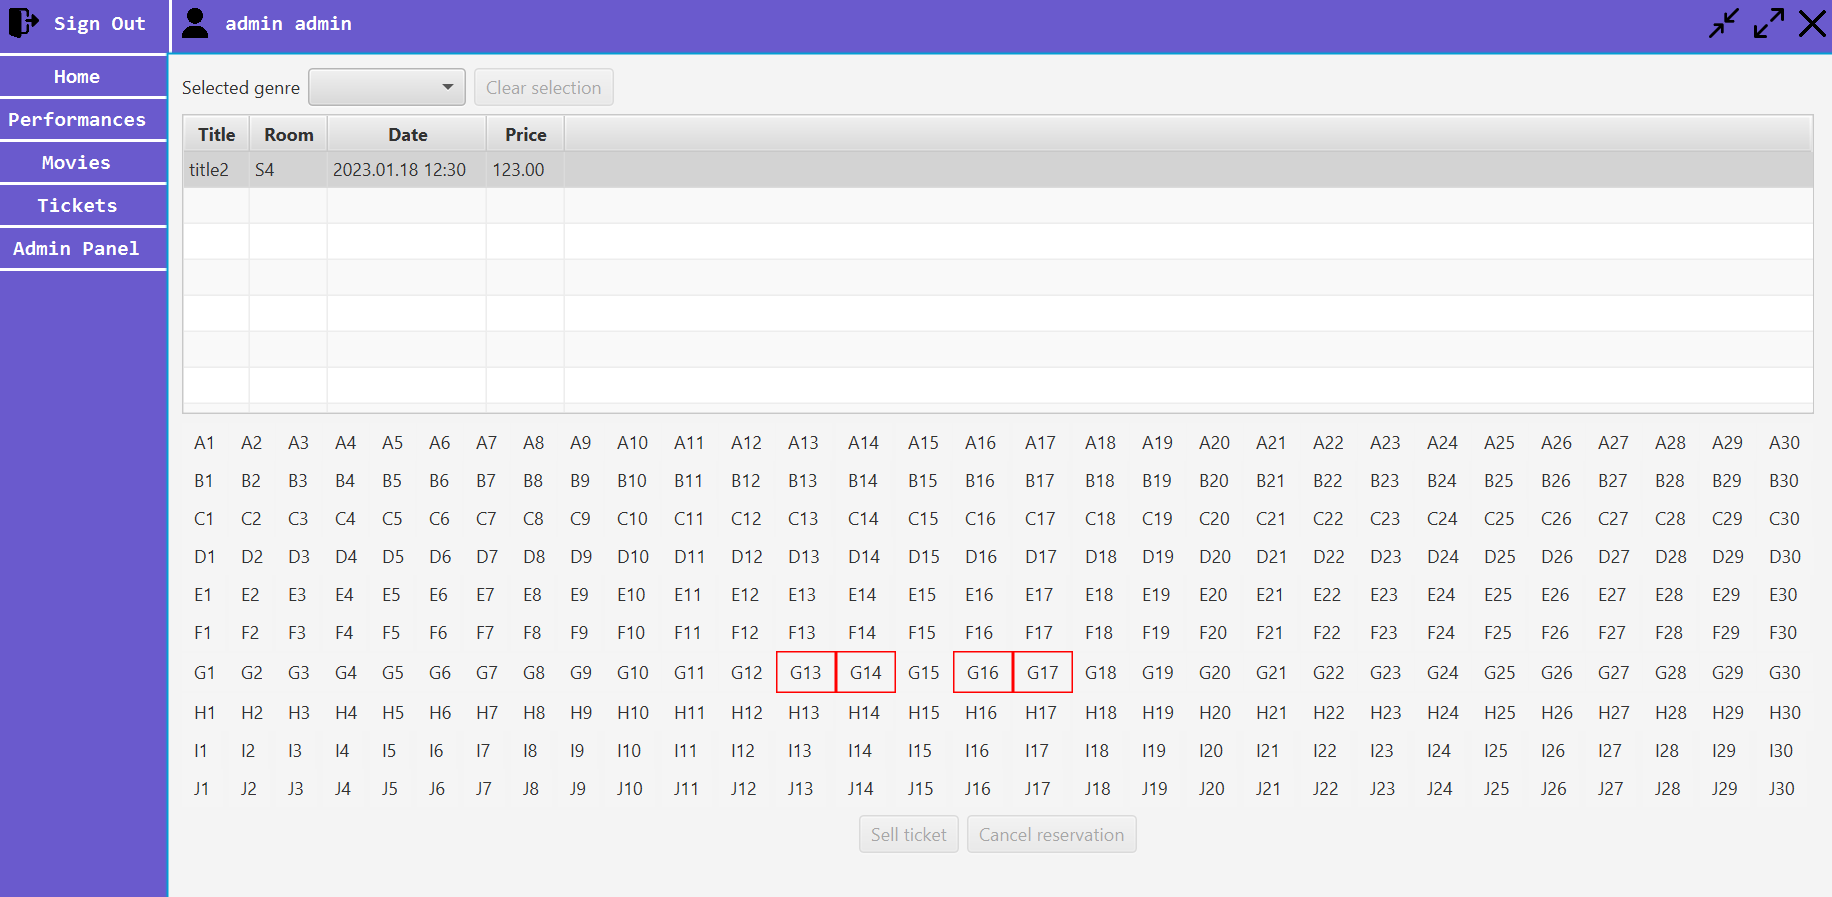 Sign Out admin admin
Home
Performances
Movies
Tickets
Admin Panel
Selected genre Clear selection
Title Room Date Price
title2 S4 2023.01.18 12:30 123.00
A1 A2 A3 A4 A5 A6 A7 A8 A9 A10 A11 A12 A13 A14 A15 A16 A17 A18 A19 A20 A21 A22 A23 A24 A25 A26 A27 A28 A29 A30
B1 B2 B3 B4 B5 B6 B7 B8 B9 B10 B11 B12 B13 B14 B15 B16 B17 B18 B19 B20 B21 B22 B23 B24 B25 B26 B27 B28 B29 B30
C1 C2 C3 C4 C5 C6 C7 C8 C9 C10 C11 C12 C13 C14 C15 C16 C17 C18 C19 C20 C21 C22 C23 C24 C25 C26 C27 C28 C29 C30
D1 D2 D3 D4 D5 D6 D7 D8 D9 D10 D11 D12 D13 D14 D15 D16 D17 D18 D19 D20 D21 D22 D23 D24 D25 D26 D27 D28 D29 D30
E1 E2 E3 E4 E5 E6 E7 E8 E9 E10 E11 E12 E13 E14 E15 E16 E17 E18 E19 E20 E21 E22 E23 E24 E25 E26 E27 E28 E29 E30
F1 F2 F3 F4 F5 F6 F7 F8 F9 F10 F11 F12 F13 F14 F15 F16 F17 F18 F19 F20 F21 F22 F23 F24 F25 F26 F27 F28 F29 F30
G1 G2 G3 G4 G5 G6 G7 G8 G9 G10 G11 G12 G13 G14 G15 G16 G17 G18 G19 G20 G21 G22 G23 G24 G25 G26 G27 G28 G29 G30
H1 H2 H3 H4 H5 H6 H7 H8 H9 H10 H11 H12 H13 H14 H15 H16 H17 H18 H19 H20 H21 H22 H23 H24 H25 H26 H27 H28 H29 H30
I1 I2 I3 I4 I5 I6 I7 I8 I9 I10 I11 I12 I13 I14 I15 I16 I17 I18 I19 I20 I21 I22 I23 I24 I25 I26 I27 I28 I29 I30
J1 J2 J3 J4 J5 J6 J7 J8 J9 J10 J11 J12 J13 J14 J15 J16 J17 J18 J19 J20 J21 J22 J23 J24 J25 J26 J27 J28 J29 J30
Sell ticket Cancel reservation